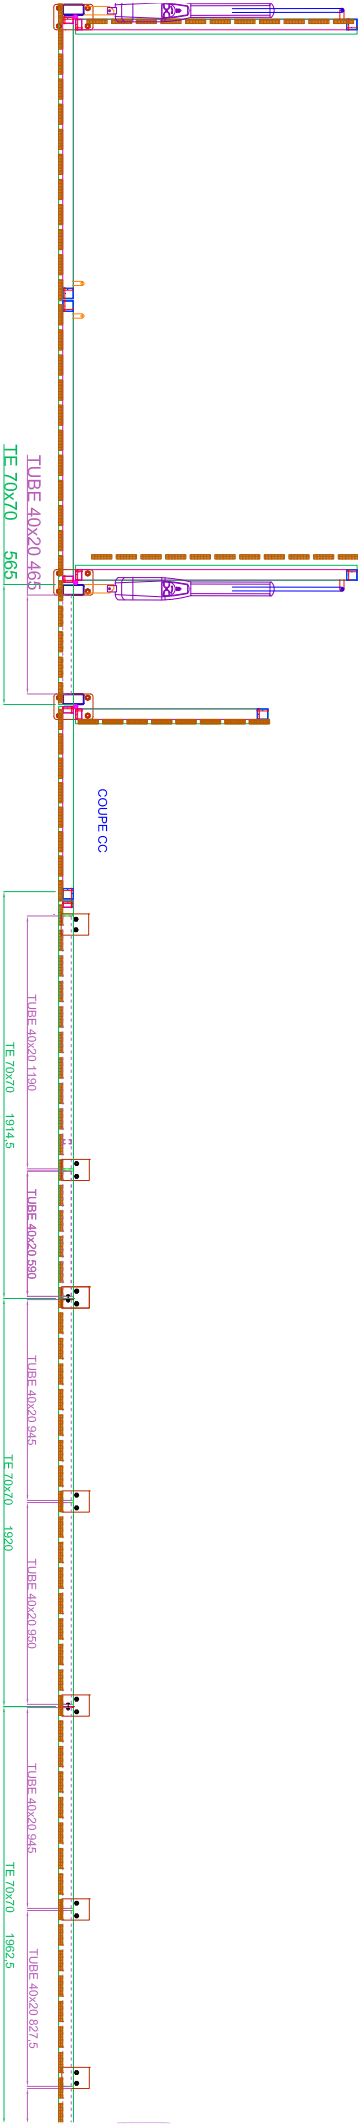 TUBE 40x20 465
TE 70x70 565
COUPE CC
TUBE 40x20 1190
TE 70x70 1914,5
TUBE 40x20 590
TUBE 40x20 945
TE 70x70 1920
TUBE 40x20 950
TUBE 40x20 945
TE 70x70 1962,5
TUBE 40x20 827,5